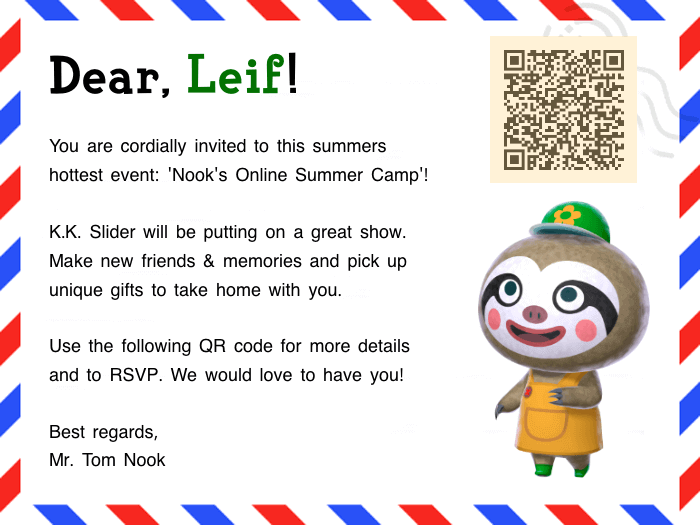 Dear, Leif!
You are cordially invited to this summers
hottest event: 'Nook's Online Summer Camp'!
K.K. Slider will be putting on a great show.
Make new friends & memories and pick up
unique gifts to take home with you.
Use the following QR code for more details
and to RSVP. We would love to have you!
Best regards,
Mr. Tom Nook